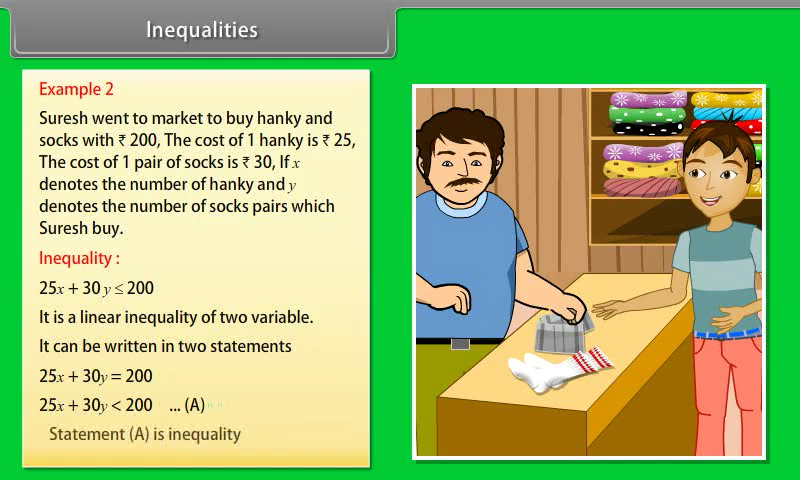 Inequalities
Example 2
Suresh went to market to buy hanky and
socks with ₹ 200, The cost of 1 hanky is ₹ 25,
The cost of 1 pair of socks is ₹ 30, If x
denotes the number of hanky and y
denotes the number of socks pairs which
Suresh buy.
Inequality :
25x + 30 y ≤ 200
It is a linear inequality of two variable.
It can be written in two statements
25x + 30y = 200
25x + 30y < 200 ... (A)
Statement (A) is inequality